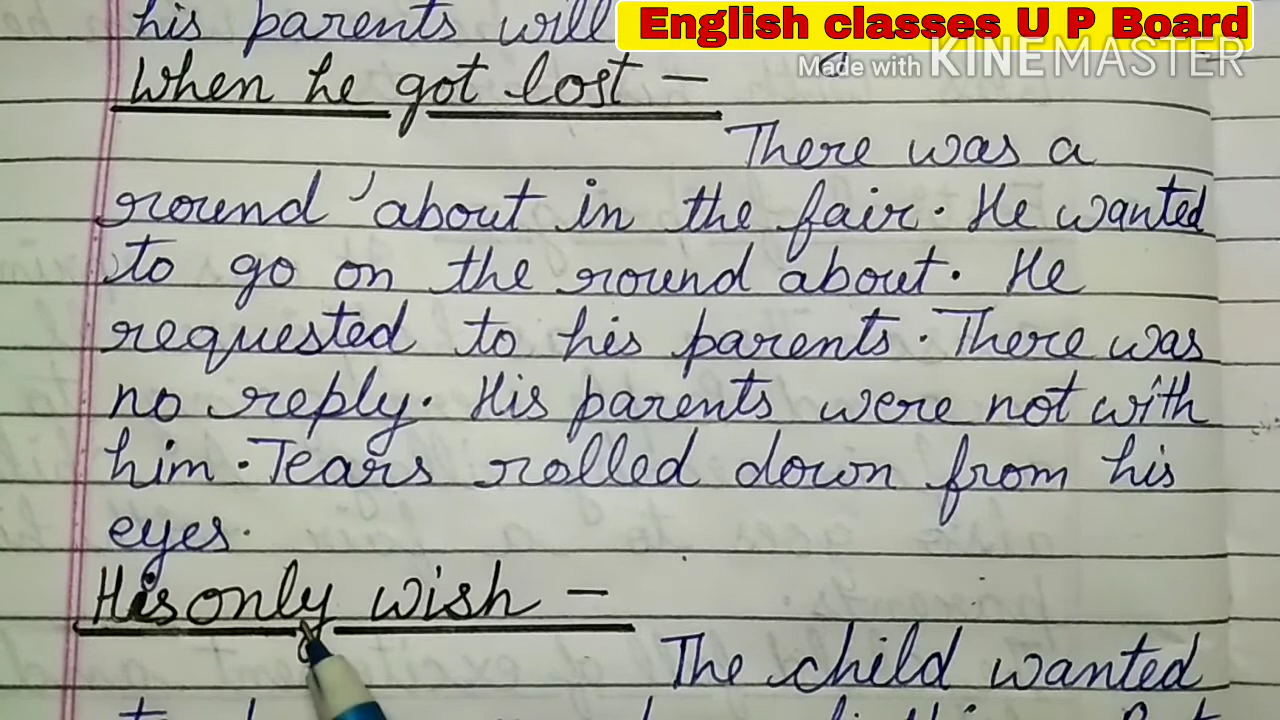 his parents will
English classes U P Board
Made with KINEMASTER
When he got lost —
There was a
round 'about in the fair. He wanted
to go on the round about. He
requested to his parents. There was
no reply. His parents were not with
him. Tears rolled down from his
eyes.
His only wish —
The child wanted